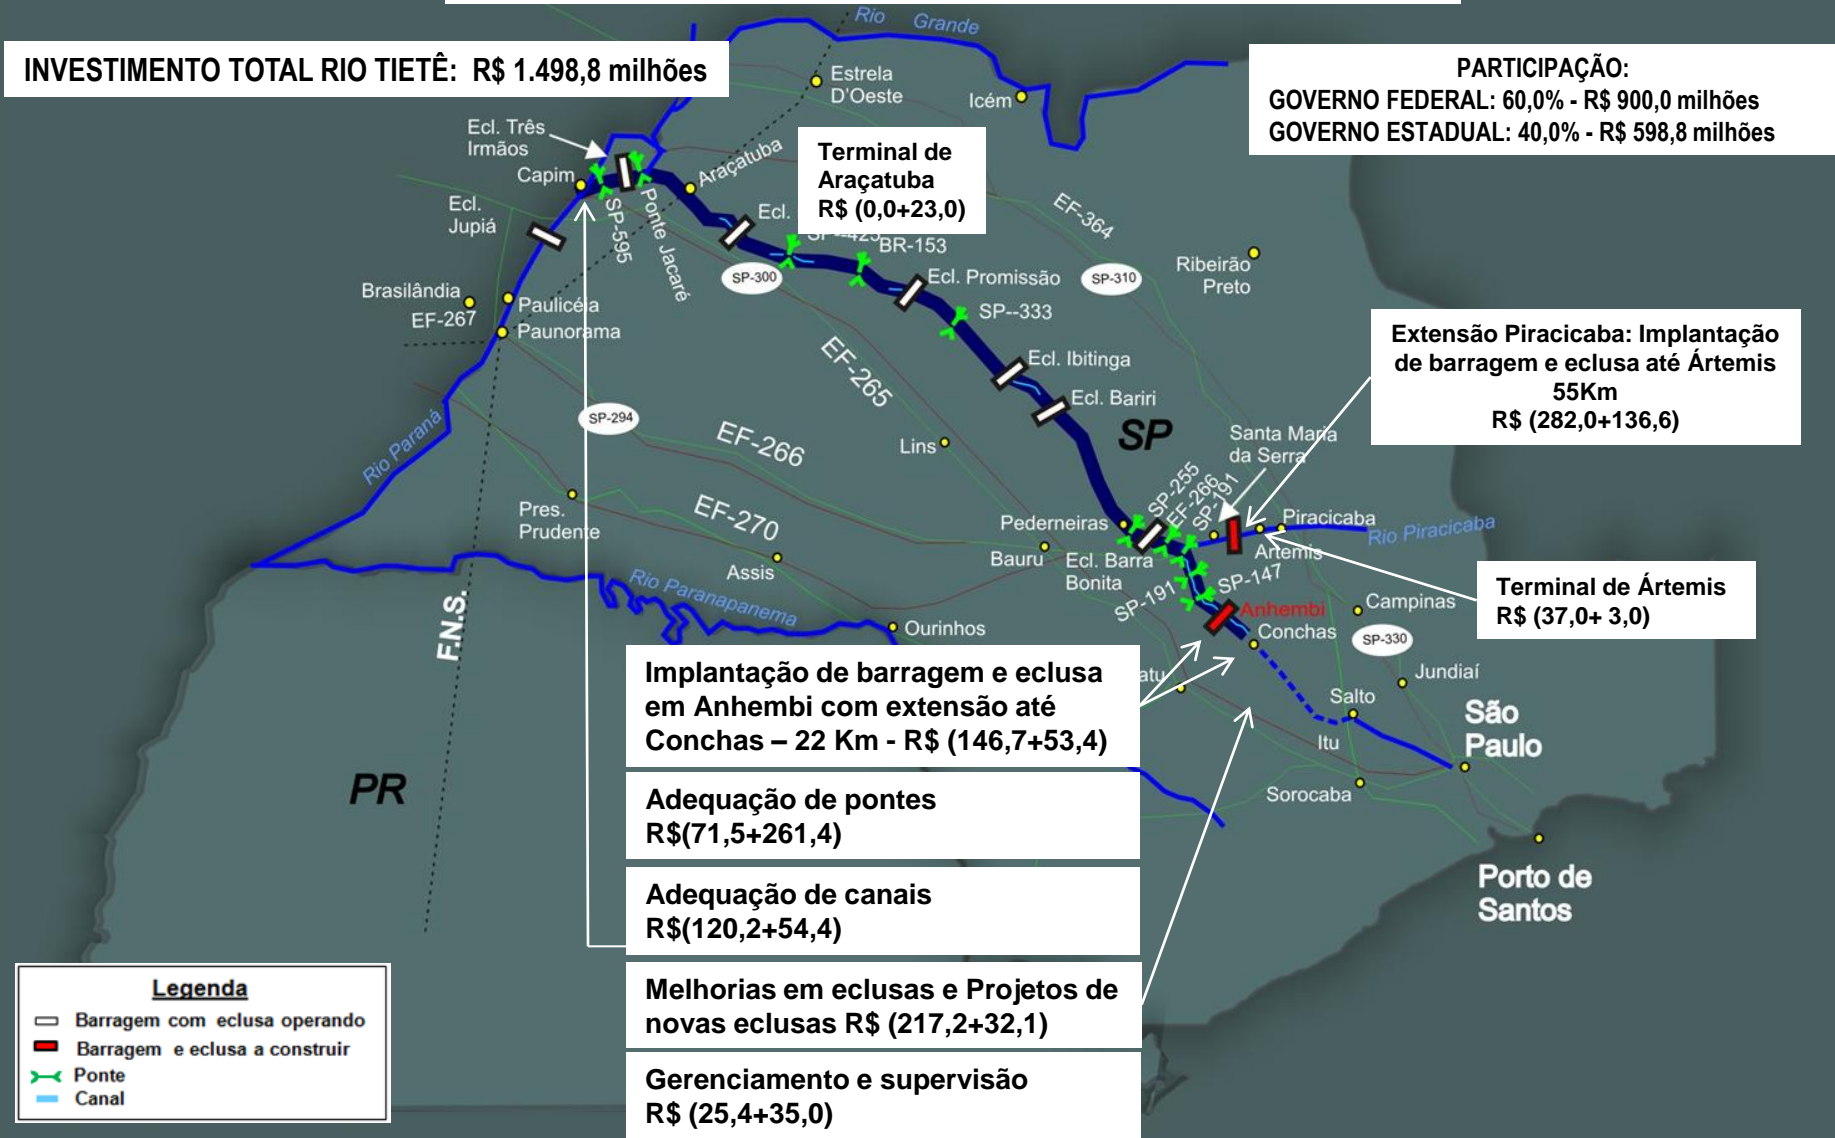 Rio Grande
INVESTIMENTO TOTAL RIO TIETÊ: R$ 1.498,8 milhões
PARTICIPAÇÃO:
GOVERNO FEDERAL: 60,0% - R$ 900,0 milhões
GOVERNO ESTADUAL: 40,0% - R$ 598,8 milhões
Estrela
D'Oeste
Icém
Ecl. Três
Irmãos
Capim
Araçatuba
Terminal de
Araçatuba
R$ (0,0+23,0)
Ecl.
Jupiá
SP-595
Ponte Jacaré
Ecl.
SP--425
BR-153
EF-364
SP-300
Ecl. Promissão
SP-310
Ribeirão
Preto
Brasilândia
EF-267
Paulicéia
Paunorama
SP--333
EF-265
Ecl. Ibitinga
Ecl. Bariri
Extensão Piracicaba: Implantação
de barragem e eclusa até Ártemis
55Km
R$ (282,0+136,6)
SP-294
Rio Paraná
EF-266
Lins
SP
Santa Maria
da Serra
SP-255
EF-266
SP-191
Pres.
Prudente
EF-270
Pederneiras
Piracicaba
Rio Piracicaba
Bauru
Ecl. Barra
Bonita
Artemis
Assis
Rio Paranapanema
SP-191
SP-147
Terminal de Ártemis
R$ (37,0+ 3,0)
F.N.S.
Ourinhos
Anhembi
Conchas
Campinas
SP-330
Implantação de barragem e eclusa
em Anhembi com extensão até
Conchas – 22 Km - R$ (146,7+53,4)
atu
Jundiaí
Salto
Itu
São
Paulo
PR
Adequação de pontes
R$(71,5+261,4)
Sorocaba
Adequação de canais
R$(120,2+54,4)
Porto de
Santos
Melhorias em eclusas e Projetos de
novas eclusas R$ (217,2+32,1)
Gerenciamento e supervisão
R$ (25,4+35,0)
Legenda
Barragem com eclusa operando
Barragem e eclusa a construir
Ponte
Canal